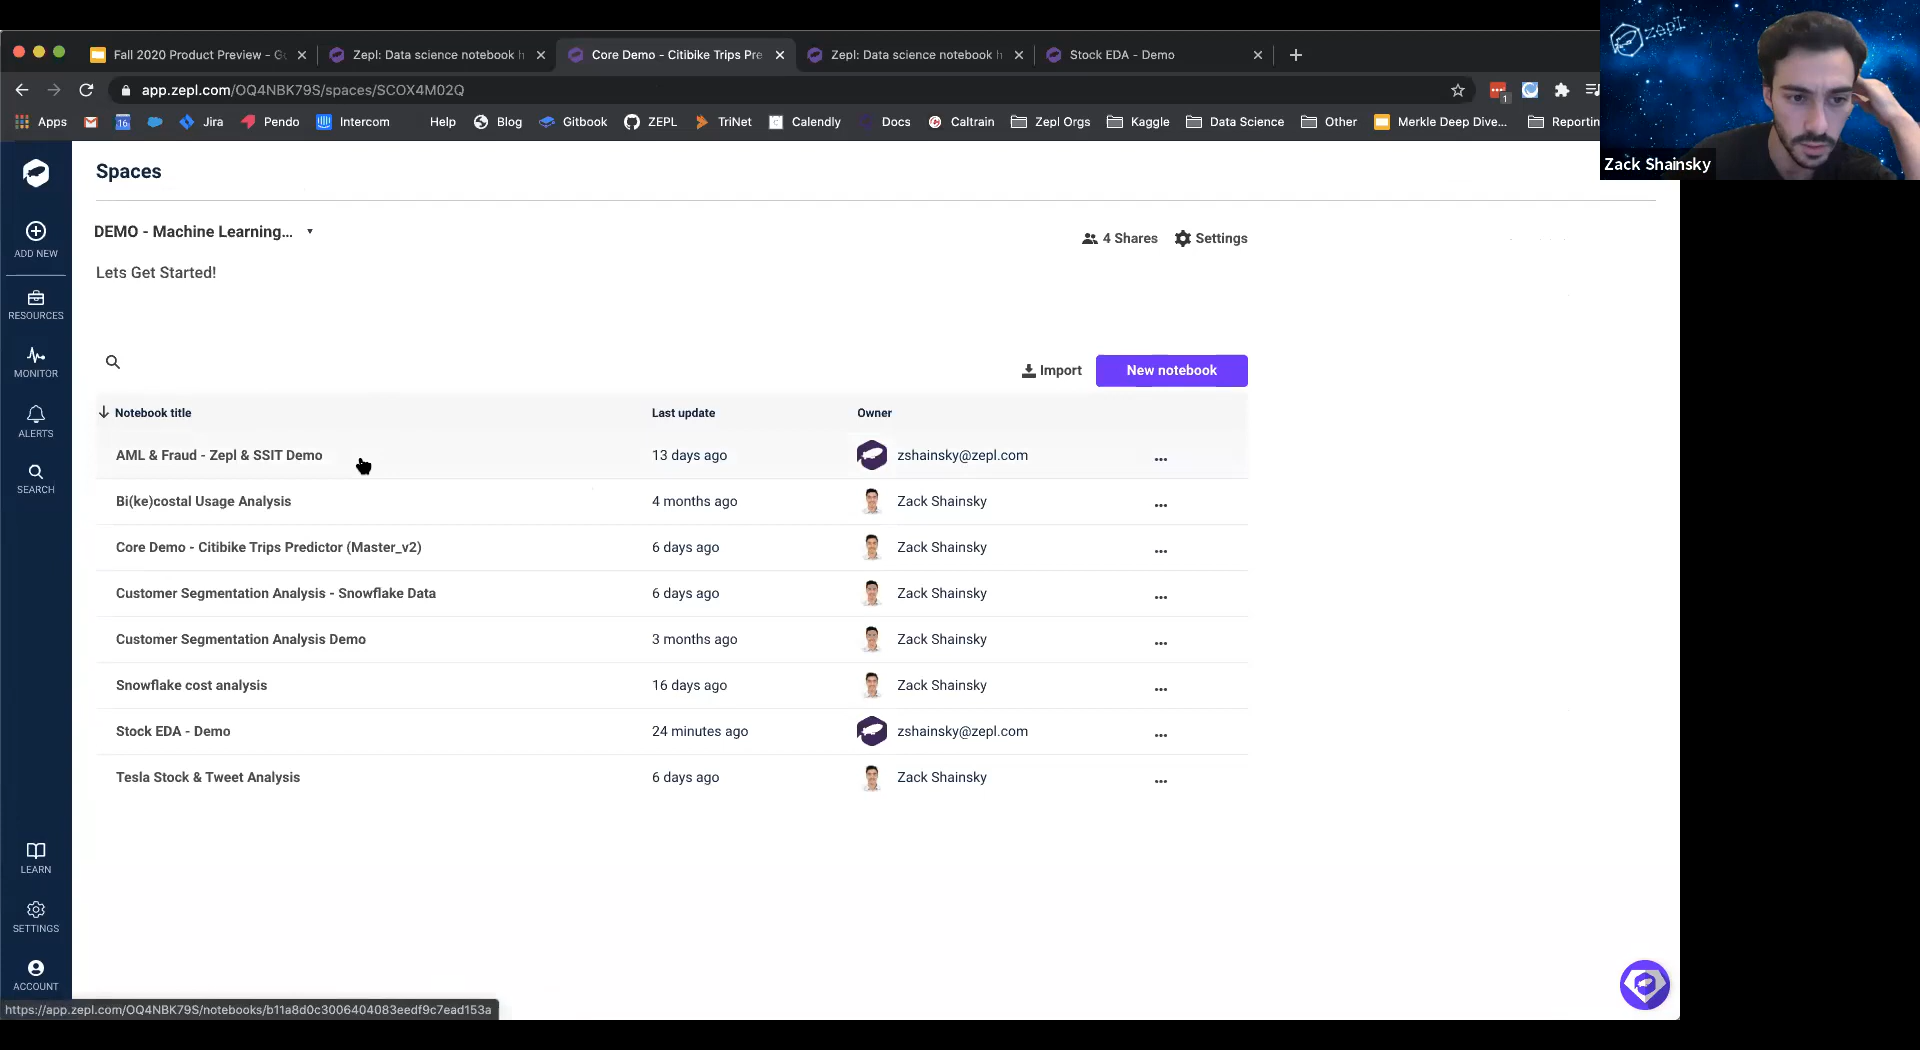 Fall 2020 Product Preview - G
Zepl: Data science notebook h
Core Demo - Citibike Trips Pre
Zepl: Data science notebook h
Stock EDA - Demo
app.zepl.com/OQ4NBK79S/spaces/SCOX4M02Q
1
zepl
Apps
16
Jira
Pendo
Intercom
Help
Blog
Gitbook
ZEPL
TriNet
Calendly
Docs
Caltrain
Zepl Orgs
Kaggle
Data Science
Other
Merkle Deep Dive...
Reportin
Zack Shainsky
Spaces
ADD NEW
RESOURCES
MONITOR
ALERTS
SEARCH
LEARN
SETTINGS
ACCOUNT
DEMO - Machine Learning...
4 Shares
Settings
Lets Get Started!
Import
New notebook
Notebook title Last update Owner
AML & Fraud - Zepl & SSIT Demo 13 days ago zshainsky@zepl.com ...
Bi(ke)costal Usage Analysis 4 months ago Zack Shainsky ...
Core Demo - Citibike Trips Predictor (Master_v2) 6 days ago Zack Shainsky ...
Customer Segmentation Analysis - Snowflake Data 6 days ago Zack Shainsky ...
Customer Segmentation Analysis Demo 3 months ago Zack Shainsky ...
Snowflake cost analysis 16 days ago Zack Shainsky ...
Stock EDA - Demo 24 minutes ago zshainsky@zepl.com ...
Tesla Stock & Tweet Analysis 6 days ago Zack Shainsky ...
https://app.zepl.com/OQ4NBK79S/notebooks/b11a8d0c3006404083eedf9c7ead153a